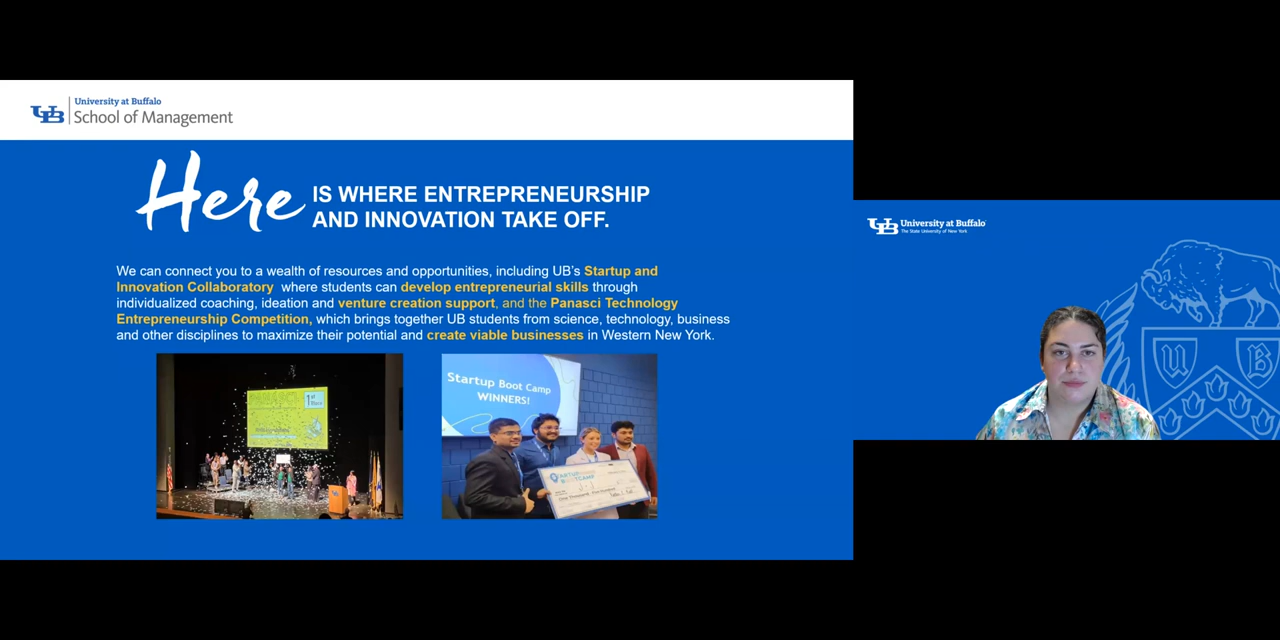 University at Buffalo
School of Management
Here IS WHERE ENTREPRENEURSHIP
AND INNOVATION TAKE OFF.
We can connect you to a wealth of resources and opportunities, including UB's Startup and
Innovation Collaboratory where students can develop entrepreneurial skills through
individualized coaching, ideation and venture creation support, and the Panasci Technology
Entrepreneurship Competition, which brings together UB students from science, technology, business
and other disciplines to maximize their potential and create viable businesses in Western New York.
1st
Place
Startup Boot Camp
WINNERS!
University at Buffalo
The State University of New York
U B